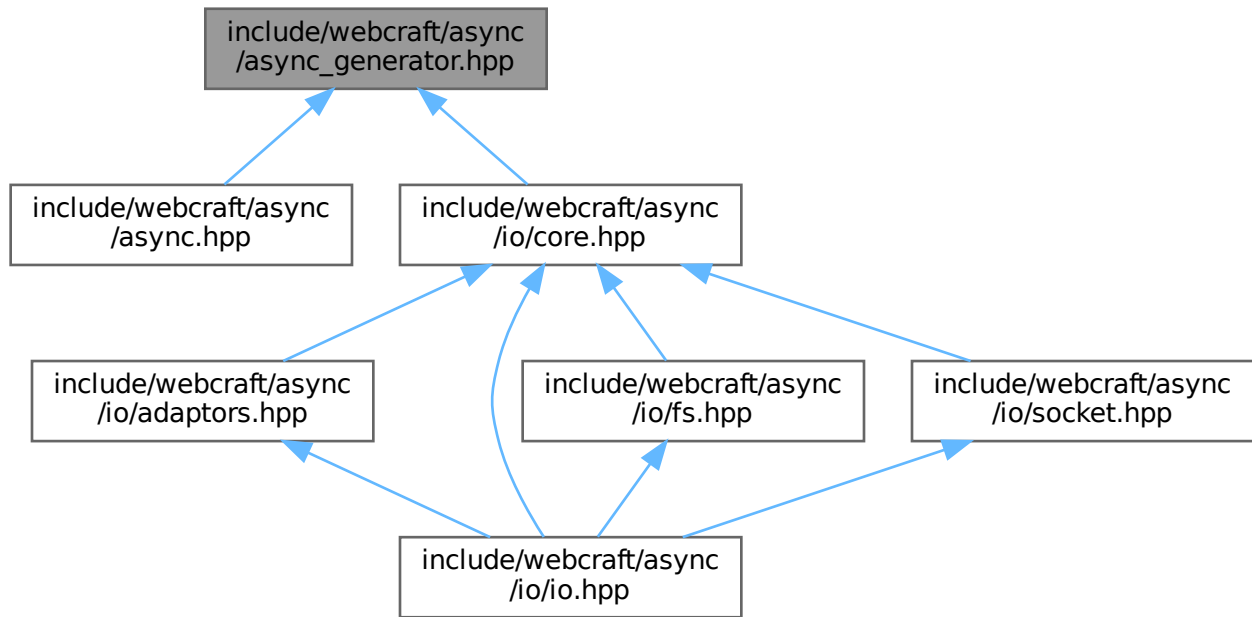 include/webcraft/async
/async_generator.hpp
include/webcraft/async
/async.hpp
include/webcraft/async
/io/core.hpp
include/webcraft/async
/io/adaptors.hpp
include/webcraft/async
/io/fs.hpp
include/webcraft/async
/io/socket.hpp
include/webcraft/async
/io/io.hpp